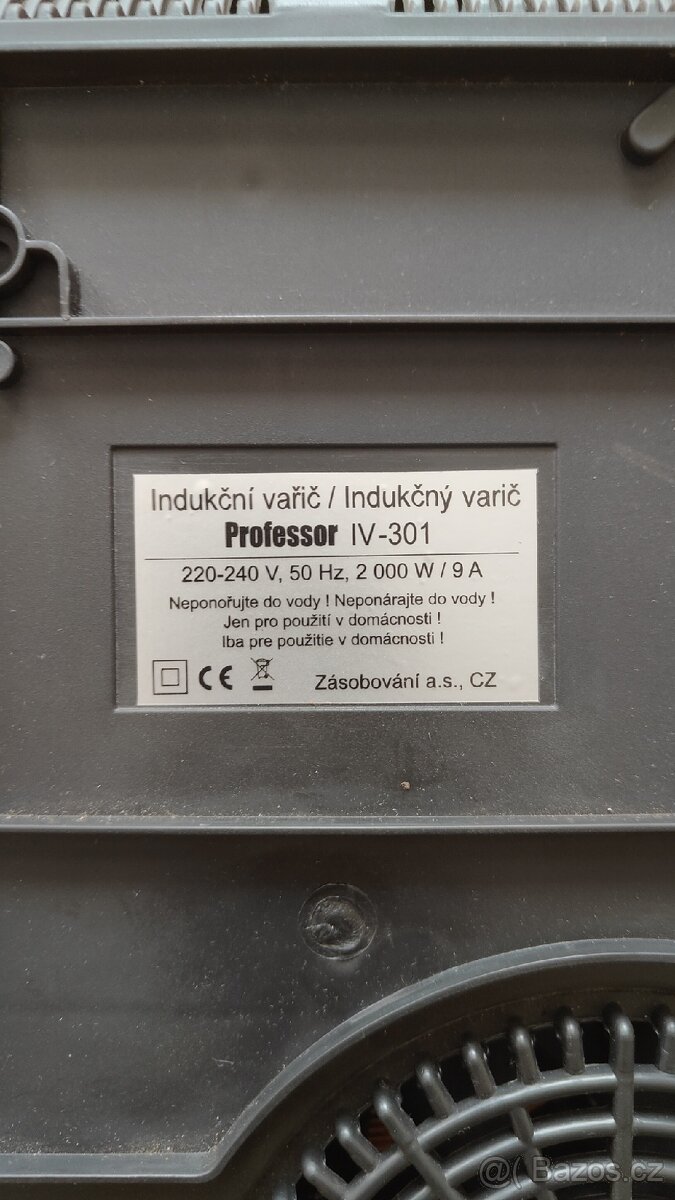 Indukční vařič / Indukčný varič
Professor IV-301
220-240 V, 50 Hz, 2 000 W / 9 A
Neponořujte do vody ! Neponárajte do vody !
Jen pro použití v domácnosti !
Iba pre použitie v domácnosti !
CE Zásobování a.s., CZ
@( Bazos.cz